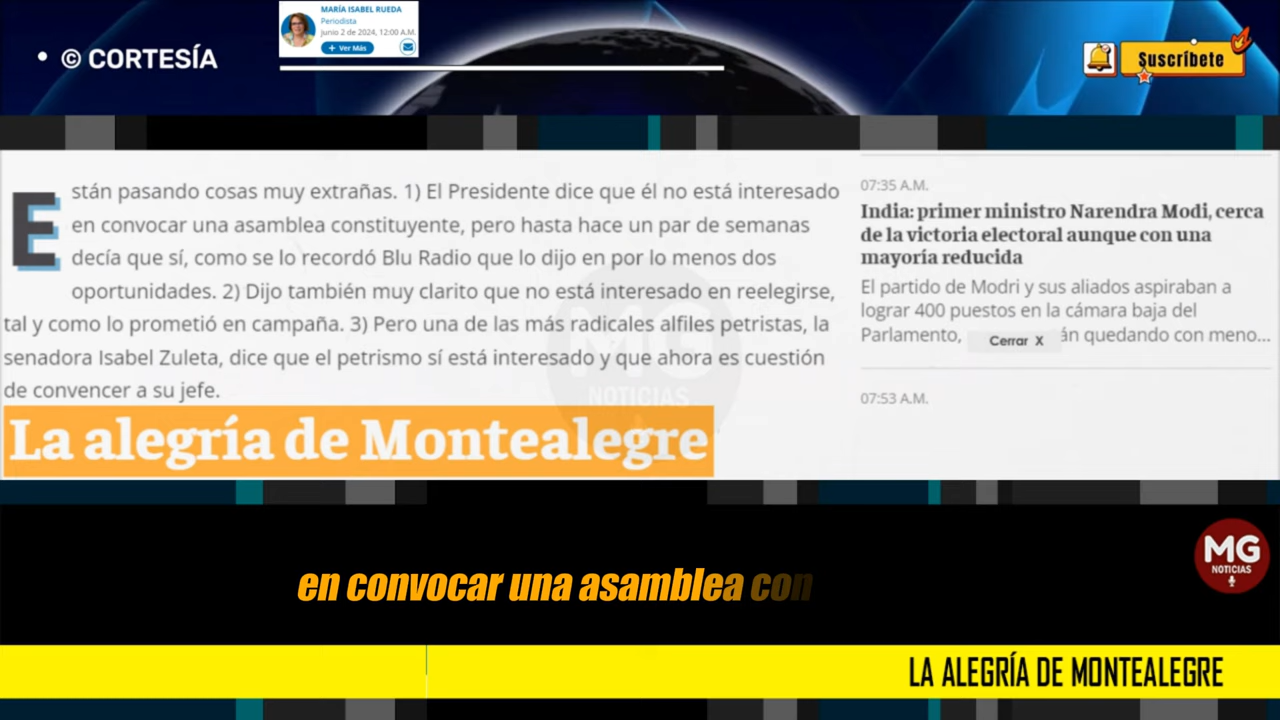 • © CORTESÍA
MARÍA ISABEL RUEDA
Periodista
junio 2 de 2024, 12:00 A.M.
+ Ver Más
Suscríbete
Están pasando cosas muy extrañas. 1) El Presidente dice que él no está interesado
en convocar una asamblea constituyente, pero hasta hace un par de semanas
decía que sí, como se lo recordó Blu Radio que lo dijo en por lo menos dos
oportunidades. 2) Dijo también muy clarito que no está interesado en reelegirse,
tal y como lo prometió en campaña. 3) Pero una de las más radicales alfiles petristas, la
senadora Isabel Zuleta, dice que el petrismo sí está interesado y que ahora es cuestión
de convencer a su jefe.
La alegría de Montealegre
07:35 A.M.
India: primer ministro Narendra Modi, cerca
de la victoria electoral aunque con una
mayoría reducida
El partido de Modri y sus aliados aspiraban a
lograr 400 puestos en la cámara baja del
Parlamento, án quedando con meno...
Cerrar X
07:53 A.M.
MG
NOTICIAS
en convocar una asamblea con
MG
NOTICIAS
LA ALEGRÍA DE MONTEALEGRE